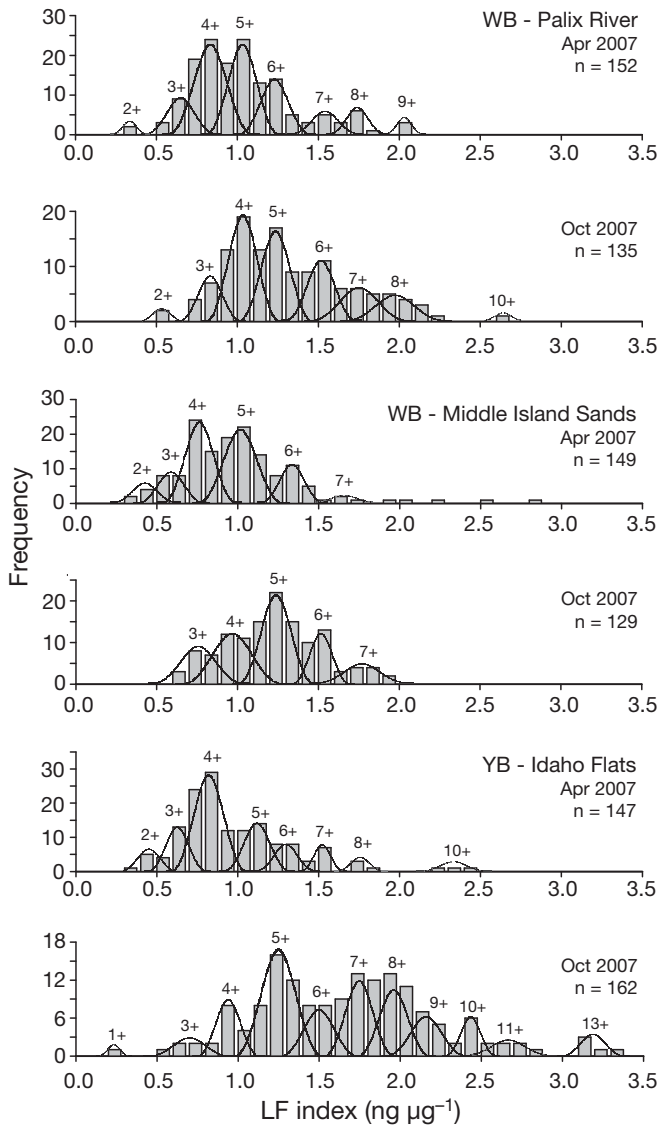 Frequency
WB - Palix River
Apr 2007
n = 152
30
20
10
0
2+ 3+ 4+ 5+ 6+ 7+ 8+ 9+
0.0 0.5 1.0 1.5 2.0 2.5 3.0 3.5
Oct 2007
n = 135
20
10
0
2+ 3+ 4+ 5+ 6+ 7+ 8+ 10+
0.0 0.5 1.0 1.5 2.0 2.5 3.0 3.5
WB - Middle Island Sands
Apr 2007
n = 149
30
20
10
0
2+ 3+ 4+ 5+ 6+ 7+
0.0 0.5 1.0 1.5 2.0 2.5 3.0 3.5
Oct 2007
n = 129
20
10
0
3+ 4+ 5+ 6+ 7+
0.0 0.5 1.0 1.5 2.0 2.5 3.0 3.5
YB - Idaho Flats
Apr 2007
n = 147
30
20
10
0
2+ 3+ 4+ 5+ 6+ 7+ 8+ 10+
0.0 0.5 1.0 1.5 2.0 2.5 3.0 3.5
Oct 2007
n = 162
18
12
6
0
1+ 3+ 4+ 5+ 6+ 7+ 8+ 9+ 10+ 11+ 13+
0.0 0.5 1.0 1.5 2.0 2.5 3.0 3.5
LF index (ng µg⁻¹)